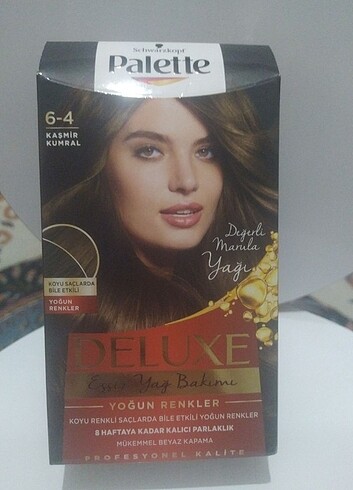 Schwarzkopf
Palette
6-4
KAŞMİR
KUMRAL
Değerli
Marula
Yağı
KOYU SAÇLARDA
BİLE ETKİLİ
YOĞUN
RENKLER
DELUXE
Eşsiz Yağ Bakımı
YOĞUN RENKLER
KOYU RENKLİ SAÇLARDA BİLE ETKİLİ YOĞUN RENKLER
8 HAFTAYA KADAR KALICI PARLAKLIK
MÜKEMMEL BEYAZ KAPAMA
PROFESYONEL KALİTE